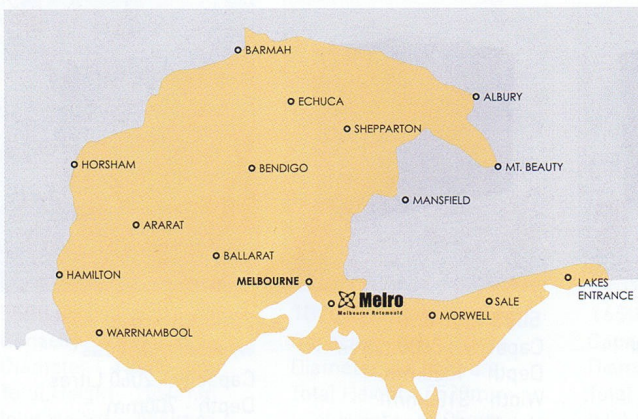 BARMAH
ALBURY
ECHUCA
SHEPPARTON
HORSHAM
BENDIGO
MT. BEAUTY
MANSFIELD
ARARAT
BALLARAT
HAMILTON
MELBOURNE
LAKES
ENTRANCE
Melro
Melbourne Rotomould
SALE
MORWELL
WARRNAMBOOL